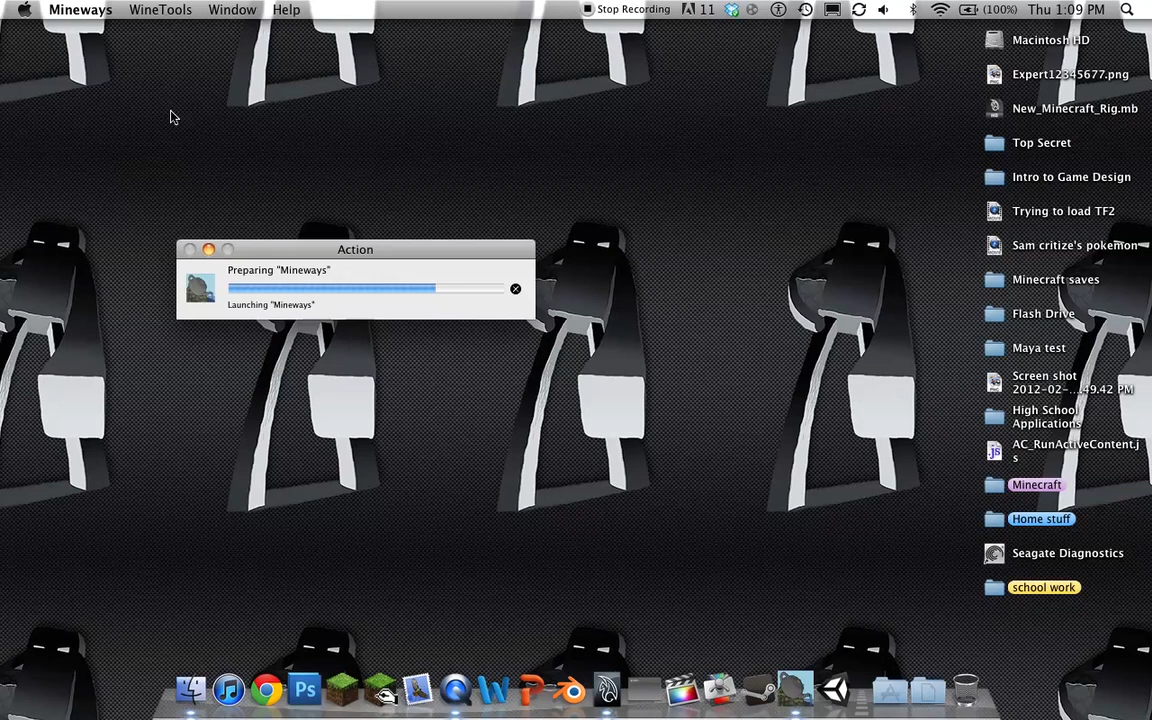 Mineways WineTools Window Help
Stop Recording
11
(100%)
Thu 1:09 PM
Macintosh HD
Expert12345677.png
New_Minecraft_Rig.mb
Top Secret
Intro to Game Design
Trying to load TF2
Sam critize's pokemon
Minecraft saves
Flash Drive
Maya test
Screen shot
2012-02-...49.42 PM
High School
Applications
AC_RunActiveContent.j
s
Minecraft
Home stuff
Seagate Diagnostics
school work
Action
Preparing "Mineways"
Launching "Mineways"
Ps